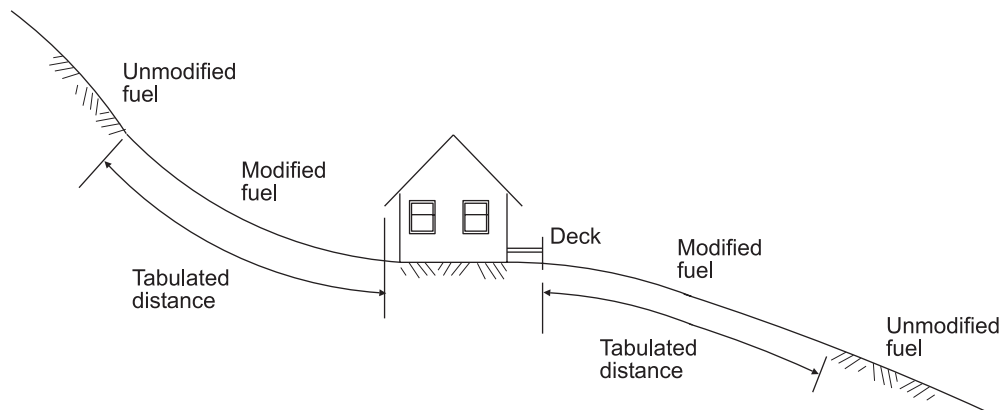 Unmodified
fuel
Modified
fuel
Tabulated
distance
Deck
Modified
fuel
Tabulated
distance
Unmodified
fuel